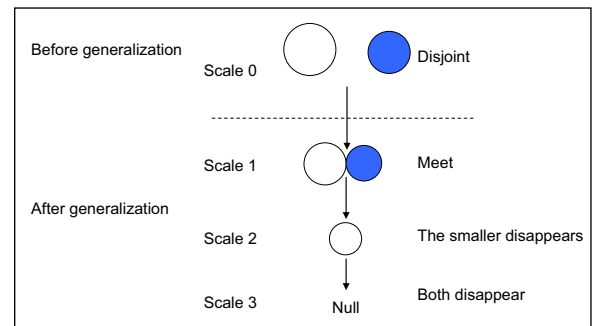 Before generalization
Scale 0
Disjoint
Scale 1
Meet
After generalization
Scale 2
The smaller disappears
Scale 3
Null
Both disappear